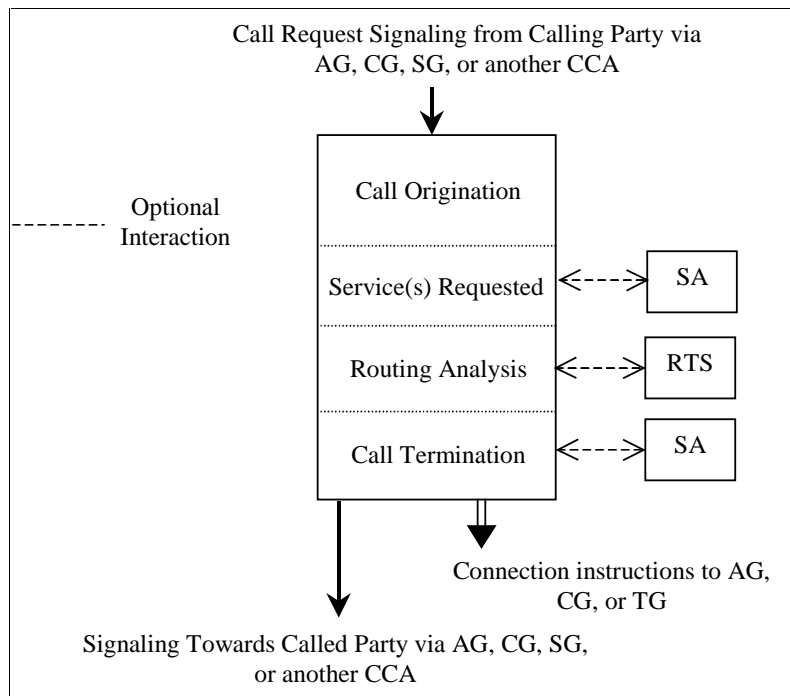 Call Request Signaling from Calling Party via
AG, CG, SG, or another CCA
Call Origination
Optional
Interaction
Service(s) Requested
SA
Routing Analysis
RTS
Call Termination
SA
Connection instructions to AG,
CG, or TG
Signaling Towards Called Party via AG, CG, SG,
or another CCA